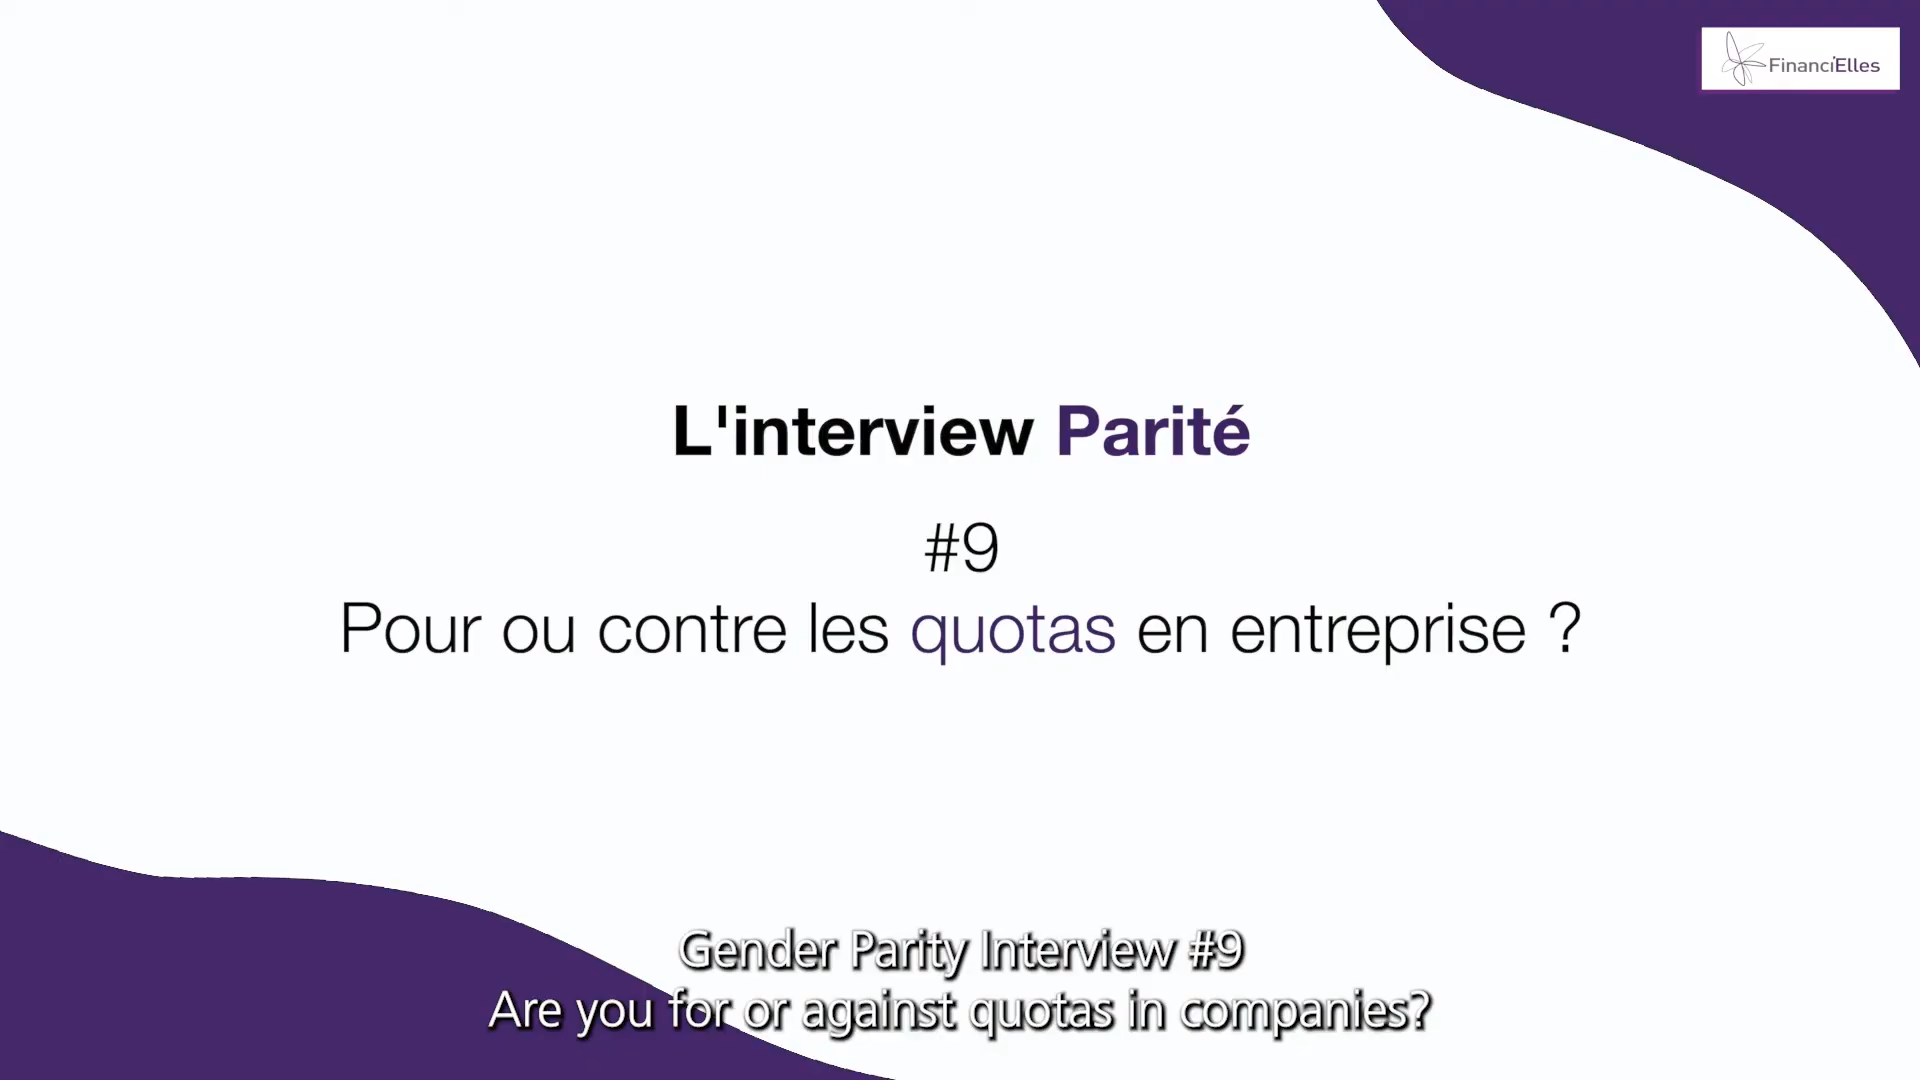 FinanciElles
L'interview Parité
#9
Pour ou contre les quotas en entreprise ?
Gender Parity Interview #9
Are you for or against quotas in companies?